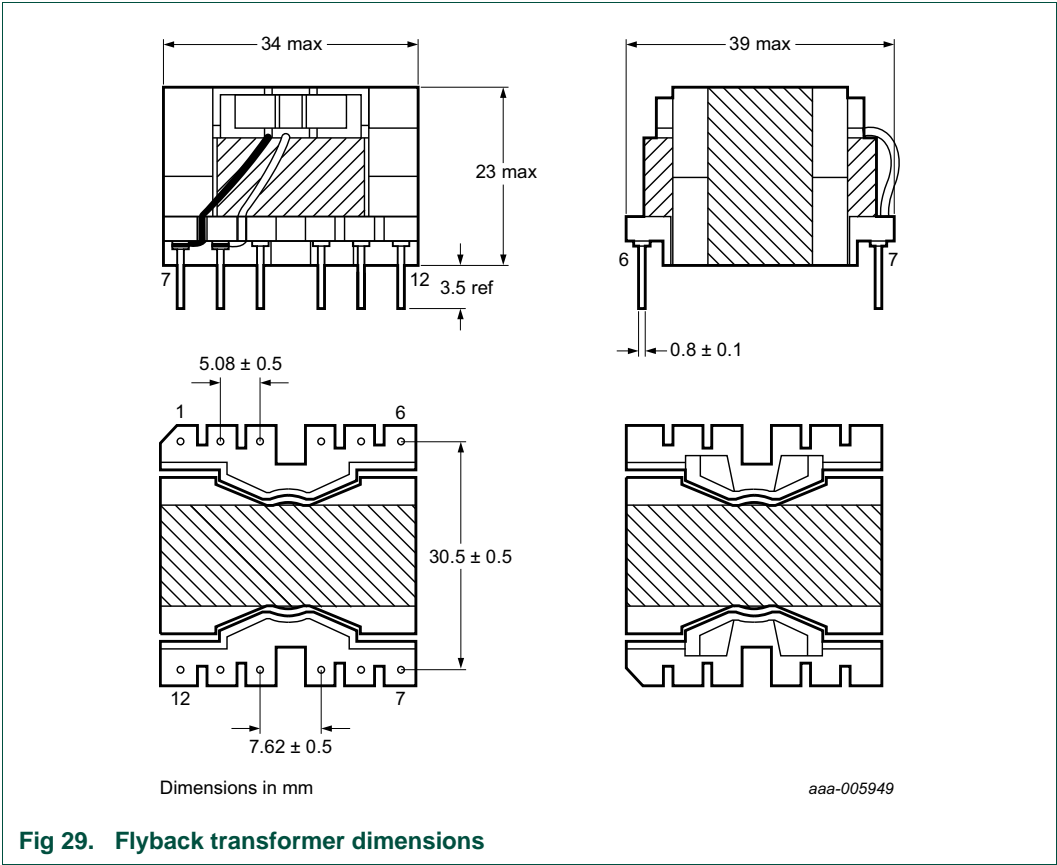 34 max
39 max
23 max
7
12
3.5 ref
6
7
0.8 ± 0.1
5.08 ± 0.5
1
6
30.5 ± 0.5
12
7
7.62 ± 0.5
Dimensions in mm
aaa-005949
Fig 29. Flyback transformer dimensions